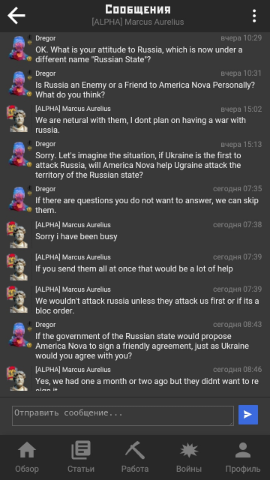 Сообщения
[ALPHA] Marcus Aurelius
Dregor вчера 10:29
OK. What is your attitude to Russia, which is now under a
different name "Russian State"?
Dregor вчера 10:31
Is Russia an Enemy or a Friend to America Nova Personally?
What do you think?
[ALPHA] Marcus Aurelius вчера 15:02
We are netural with them, I dont plan on having a war with
russia.
Dregor вчера 15:13
Sorry. Let's imagine the situation, if Ukraine is the first to
attack Russia, will America Nova help Ugraine attack the
territory of the Russian state?
Dregor сегодня 07:35
If there are questions you do not want to answer, we can skip
them.
[ALPHA] Marcus Aurelius сегодня 07:38
Sorry i have been busy
[ALPHA] Marcus Aurelius сегодня 07:39
If you send them all at once that would be a lot of help
[ALPHA] Marcus Aurelius сегодня 07:39
We wouldn't attack russia unless they attack us first or if its a
bloc order.
Dregor сегодня 08:43
If the government of the Russian state would propose
America Nova to sign a friendly agreement, just as Ukraine
would you agree with you?
[ALPHA] Marcus Aurelius сегодня 08:46
Yes, we had one a month or two ago but they didnt want to re
sign it
Отправить сообщение...
Обзор Статьи Работа Войны Профиль